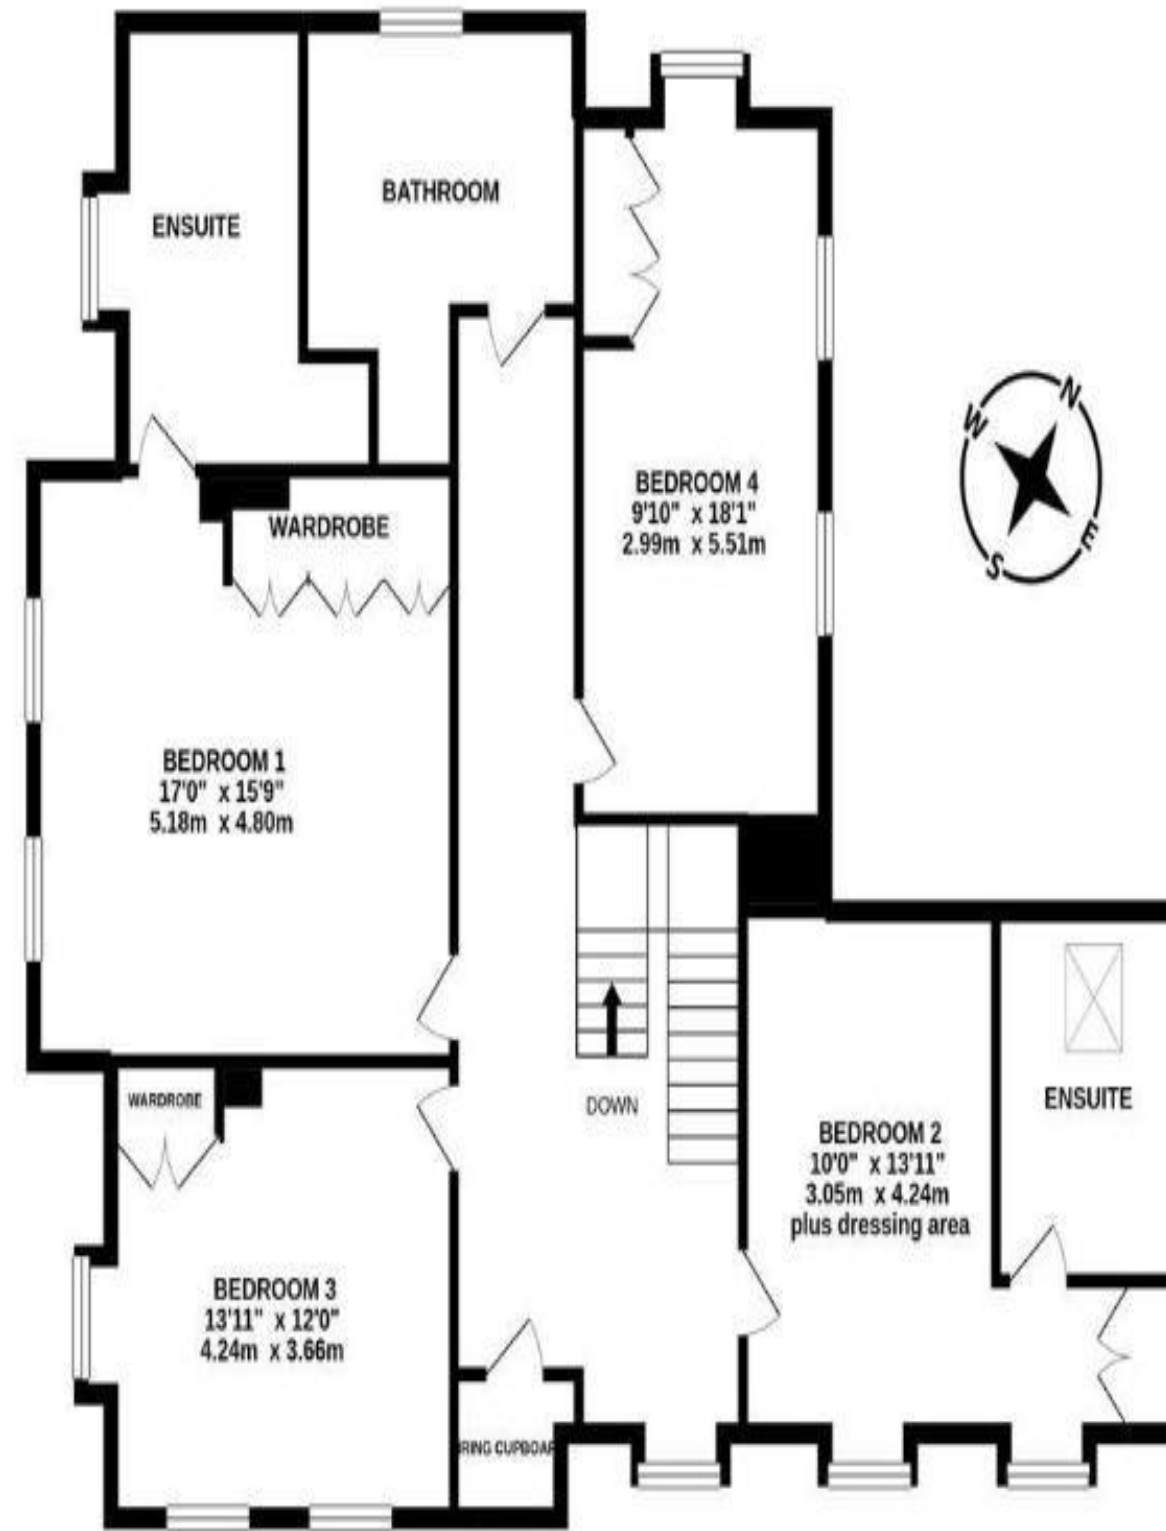 ENSUITE
BATHROOM
BEDROOM 4
9'10" x 18'1"
2.99m x 5.51m
N
W
E
S
WARDROBE
BEDROOM 1
17'0" x 15'9"
5.18m x 4.80m
WARDROBE
DOWN
BEDROOM 2
10'0" x 13'11"
3.05m x 4.24m
plus dressing area
ENSUITE
BEDROOM 3
13'11" x 12'0"
4.24m x 3.66m
RING CUPBOAR